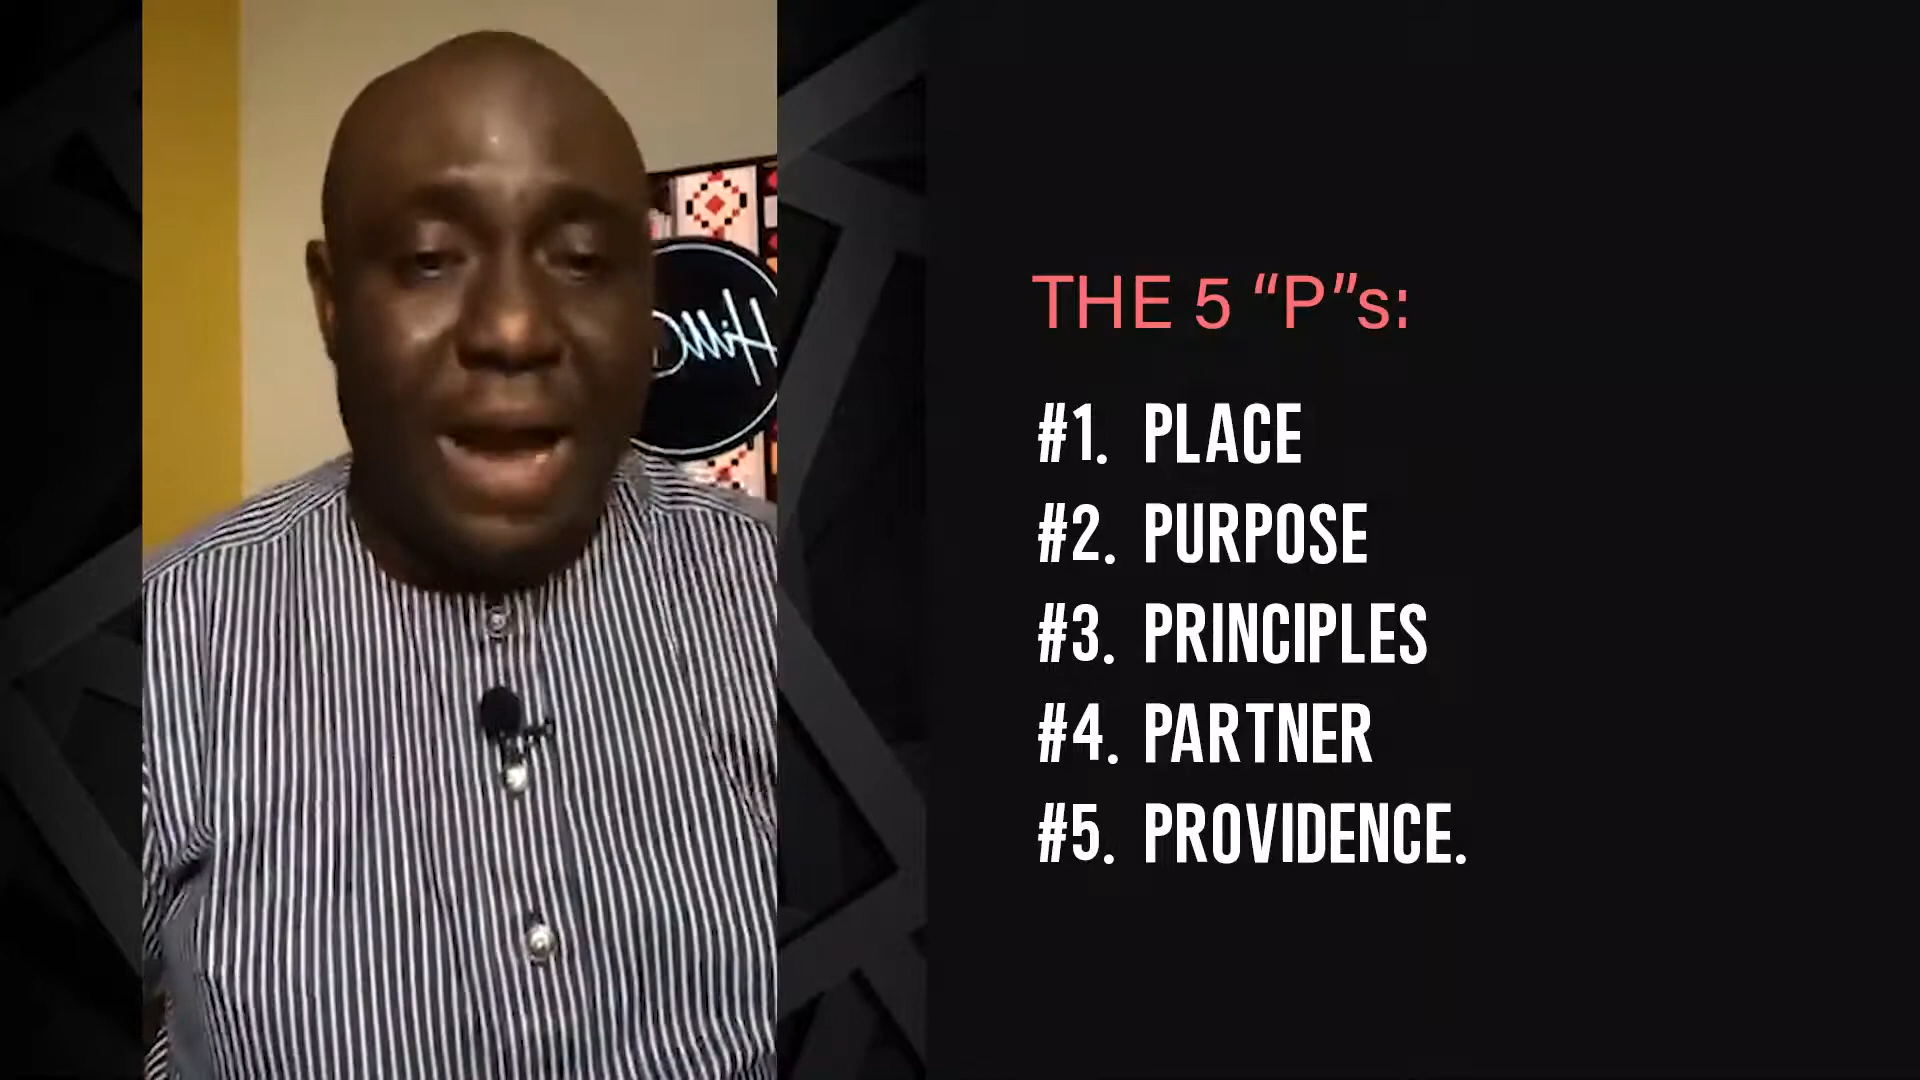 THE 5 “P”s:
#1. PLACE
#2. PURPOSE
#3. PRINCIPLES
#4. PARTNER
#5. PROVIDENCE.